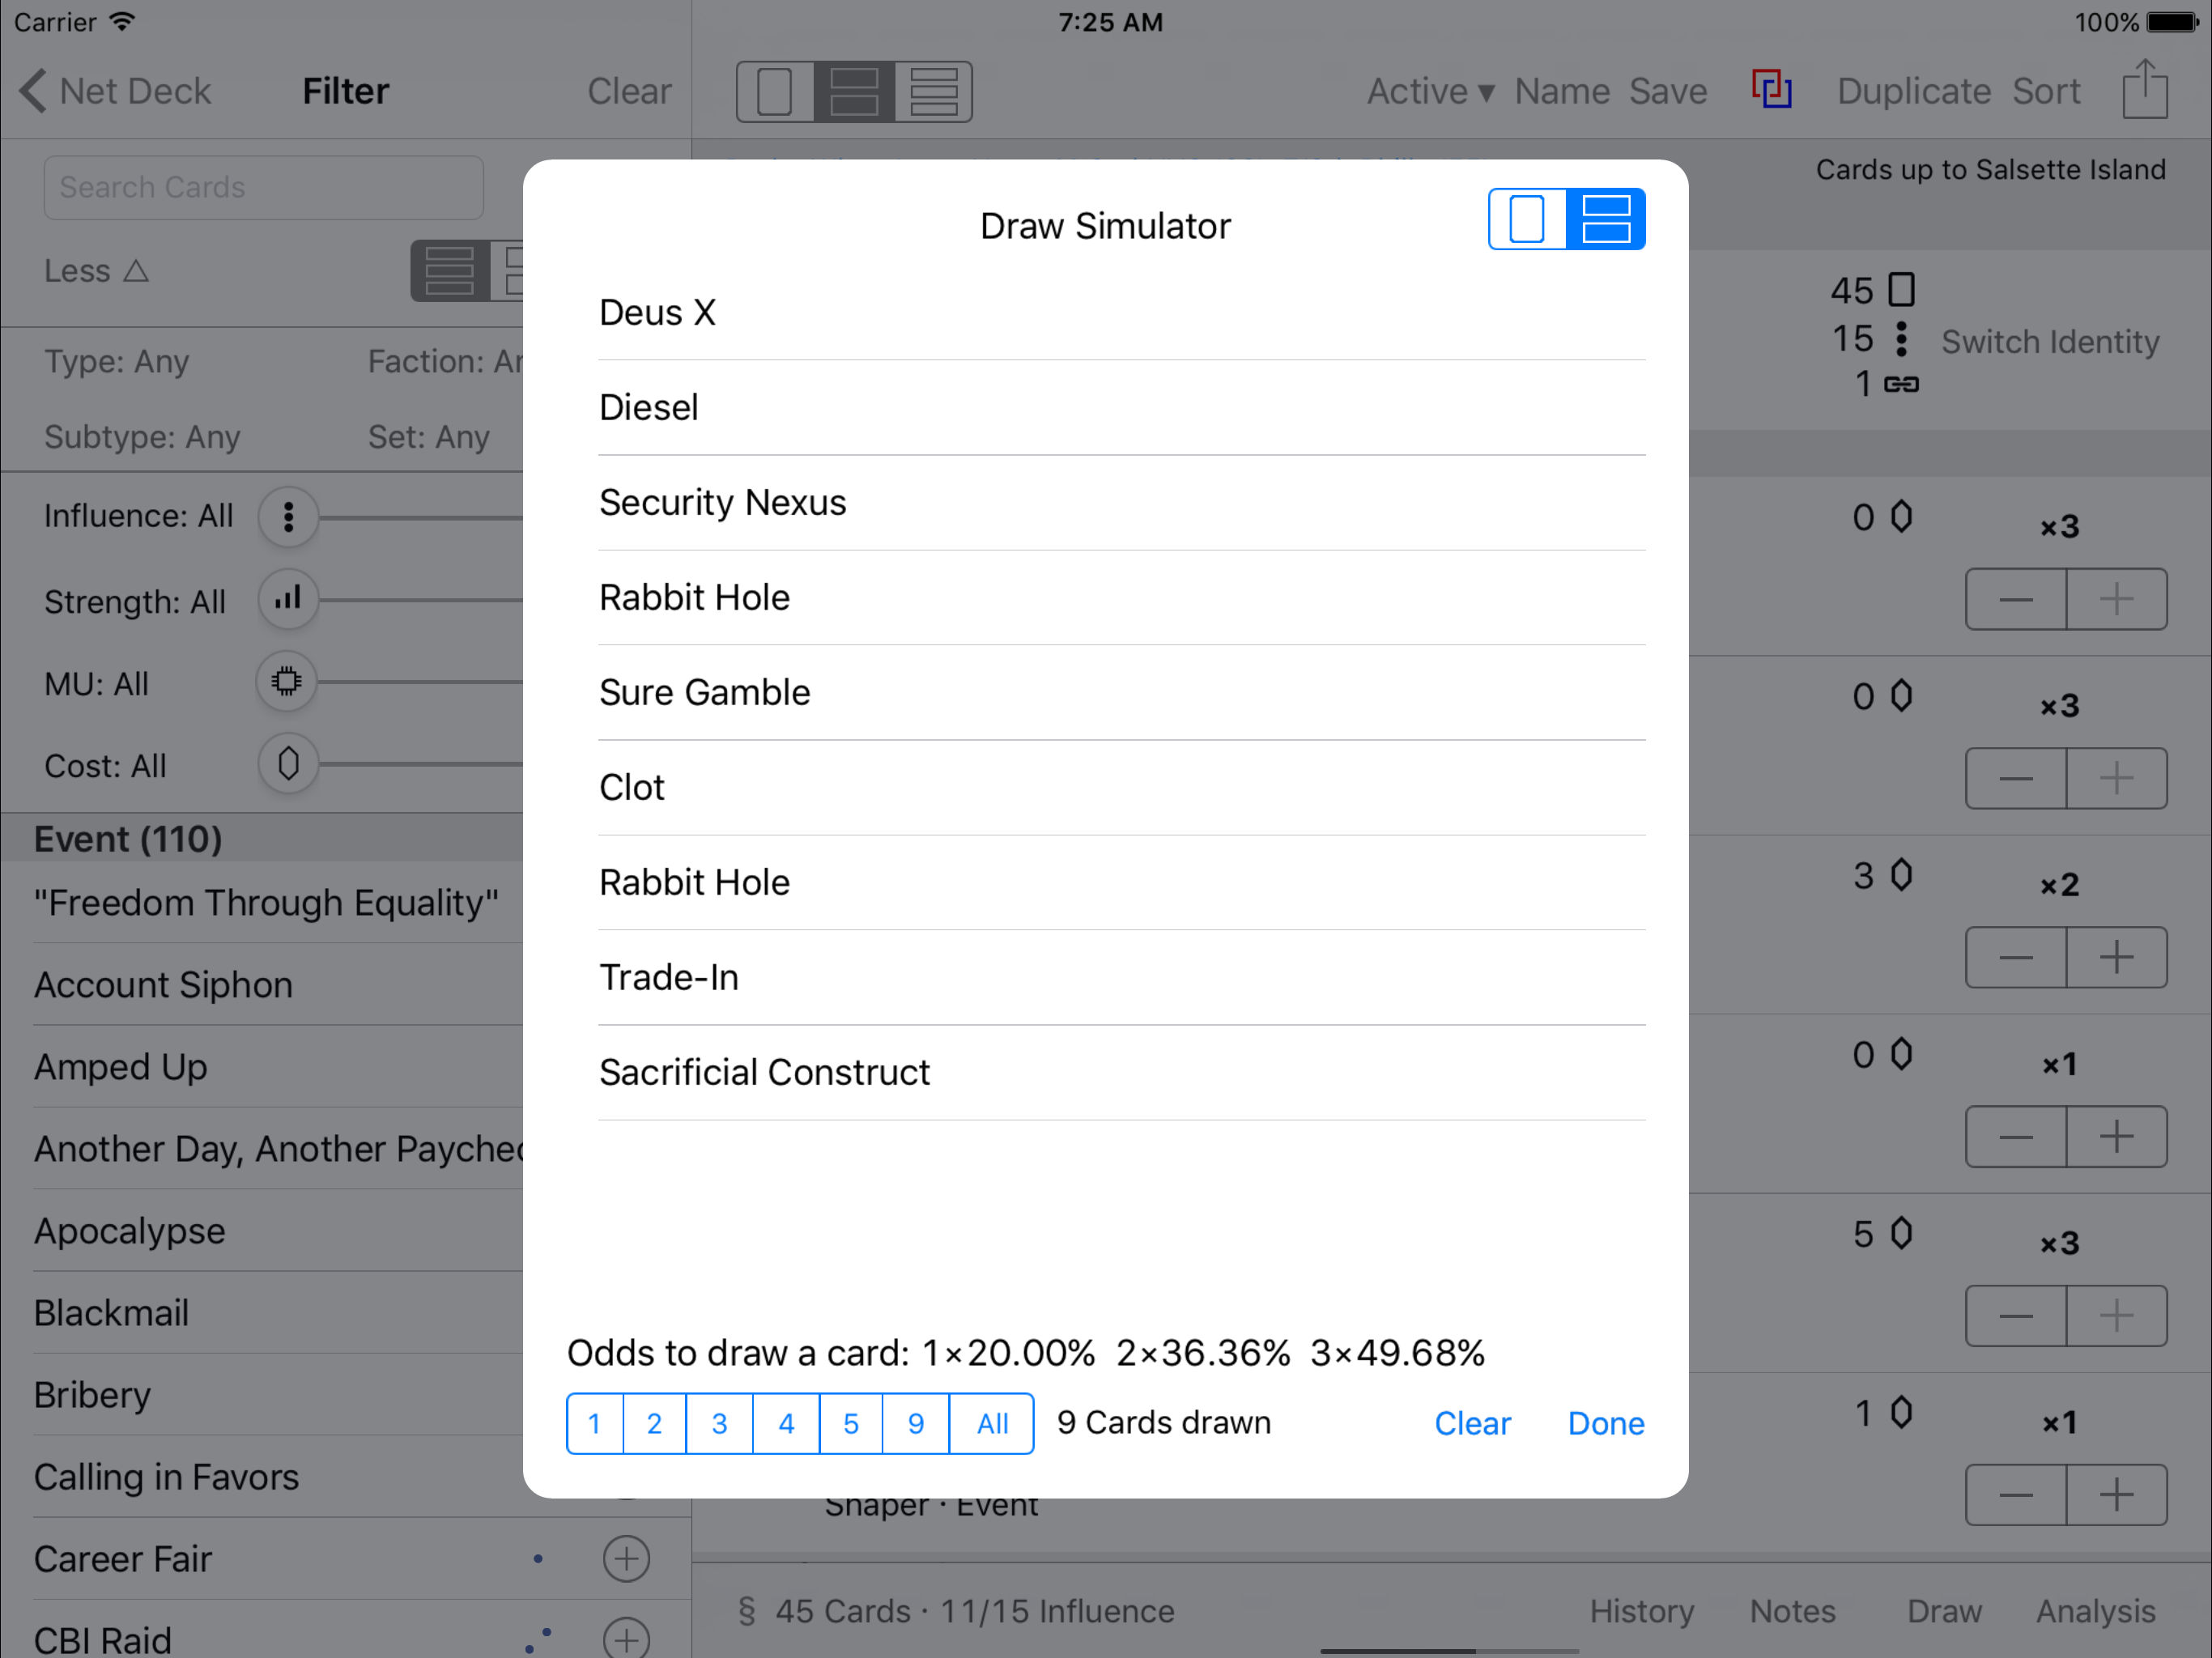 Carrier 7:25 AM 100%
Net Deck Filter Clear Active ▾ Name Save Duplicate Sort
Search Cards
Cards up to Salsette Island
Less △
Draw Simulator
Deus X
Diesel
Security Nexus
Rabbit Hole
Sure Gamble
Clot
Rabbit Hole
Trade-In
Sacrificial Construct
Odds to draw a card: 1×20.00% 2×36.36% 3×49.68%
1 2 3 4 5 9 All 9 Cards drawn Clear Done
Type: Any Faction:
Subtype: Any Set: Any
Influence: All
Strength: All
MU: All
Cost: All
Event (110)
"Freedom Through Equality"
Account Siphon
Amped Up
Another Day, Another
Apocalypse
Blackmail
Bribery
Calling in Favors
Career Fair
CBI Raid
45
15 Switch Identity
1
0 ×3
0 ×3
3 ×2
0 ×1
5 ×3
1 ×1
Shaper · Event
§ 45 Cards · 11/15 Influence History Notes Draw Analysis